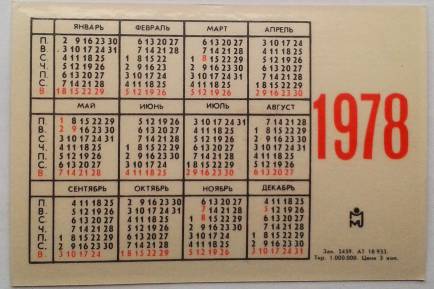 ЯНВАРЬ ФЕВРАЛЬ МАРТ АПРЕЛЬ
П. 2 9 16 23 30 6 13 20 27 6 13 20 27 3 10 17 24
В. 3 10 17 24 31 7 14 21 28 7 14 21 28 4 11 18 25
С. 4 11 18 25 1 8 15 22 1 8 15 22 29 5 12 19 26
Ч. 5 12 19 26 2 9 16 23 2 9 16 23 30 6 13 20 27
П. 6 13 20 27 3 10 17 24 3 10 17 24 31 7 14 21 28
С. 7 14 21 28 4 11 18 25 4 11 18 25 1 8 15 22 29
В. 1 8 15 22 29 5 12 19 26 5 12 19 26 2 9 16 23 30
МАЙ ИЮНЬ ИЮЛЬ АВГУСТ
П. 1 8 15 22 29 5 12 19 26 3 10 17 24 31 7 14 21 28
В. 2 9 16 23 30 6 13 20 27 4 11 18 25 1 8 15 22 29
С. 3 10 17 24 31 7 14 21 28 5 12 19 26 2 9 16 23 30
Ч. 4 11 18 25 1 8 15 22 29 6 13 20 27 3 10 17 24 31
П. 5 12 19 26 2 9 16 23 30 7 14 21 28 4 11 18 25
С. 6 13 20 27 3 10 17 24 1 8 15 22 29 5 12 19 26
В. 7 14 21 28 4 11 18 25 2 9 16 23 30 6 13 20 27
СЕНТЯБРЬ ОКТЯБРЬ НОЯБРЬ ДЕКАБРЬ
П. 4 11 18 25 2 9 16 23 30 6 13 20 27 4 11 18 25
В. 5 12 19 26 3 10 17 24 31 7 14 21 28 5 12 19 26
С. 6 13 20 27 4 11 18 25 1 8 15 22 29 6 13 20 27
Ч. 7 14 21 28 5 12 19 26 2 9 16 23 30 7 14 21 28
П. 1 8 15 22 29 6 13 20 27 3 10 17 24 1 8 15 22 29
С. 2 9 16 23 30 7 14 21 28 4 11 18 25 2 9 16 23 30
В. 3 10 17 24 1 8 15 22 29 5 12 19 26 3 10 17 24 31
1978
Зак. 5459. АТ 18 933.
Тир. 1.000.000. Цена 3 коп.